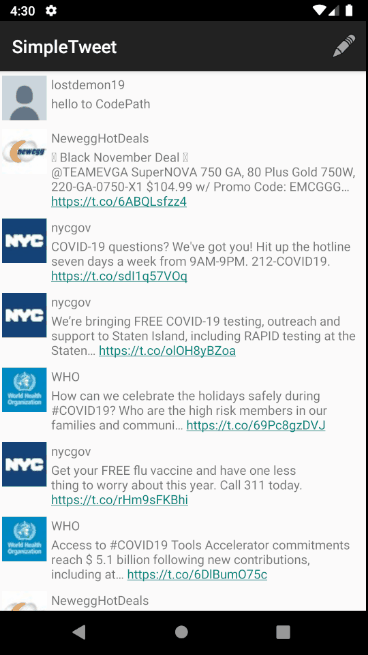 4:30
SimpleTweet
lostdemon19
hello to CodePath
newegg
NeweggHotDeals
Black November Deal
@TEAMEVGA SuperNOVA 750 GA, 80 Plus Gold 750W,
220-GA-0750-X1 $104.99 w/ Promo Code: EMCGGG…
https://t.co/6ABQLsfzz4
NYC
nycgov
COVID-19 questions? We've got you! Hit up the hotline
seven days a week from 9AM-9PM. 212-COVID19.
https://t.co/sdI1q57VOq
NYC
nycgov
We're bringing FREE COVID-19 testing, outreach and
support to Staten Island, including RAPID testing at the
Staten… https://t.co/olOH8yBZoa
World Health
Organization
WHO
How can we celebrate the holidays safely during
#COVID19? Who are the high risk members in our
families and communi… https://t.co/69Pc8gzDVJ
NYC
nycgov
Get your FREE flu vaccine and have one less
thing to worry about this year. Call 311 today.
https://t.co/rHm9sFKBhi
World Health
Organization
WHO
Access to #COVID19 Tools Accelerator commitments
reach $ 5.1 billion following new contributions,
including at… https://t.co/6DlBumO75c
NeweggHotDeals